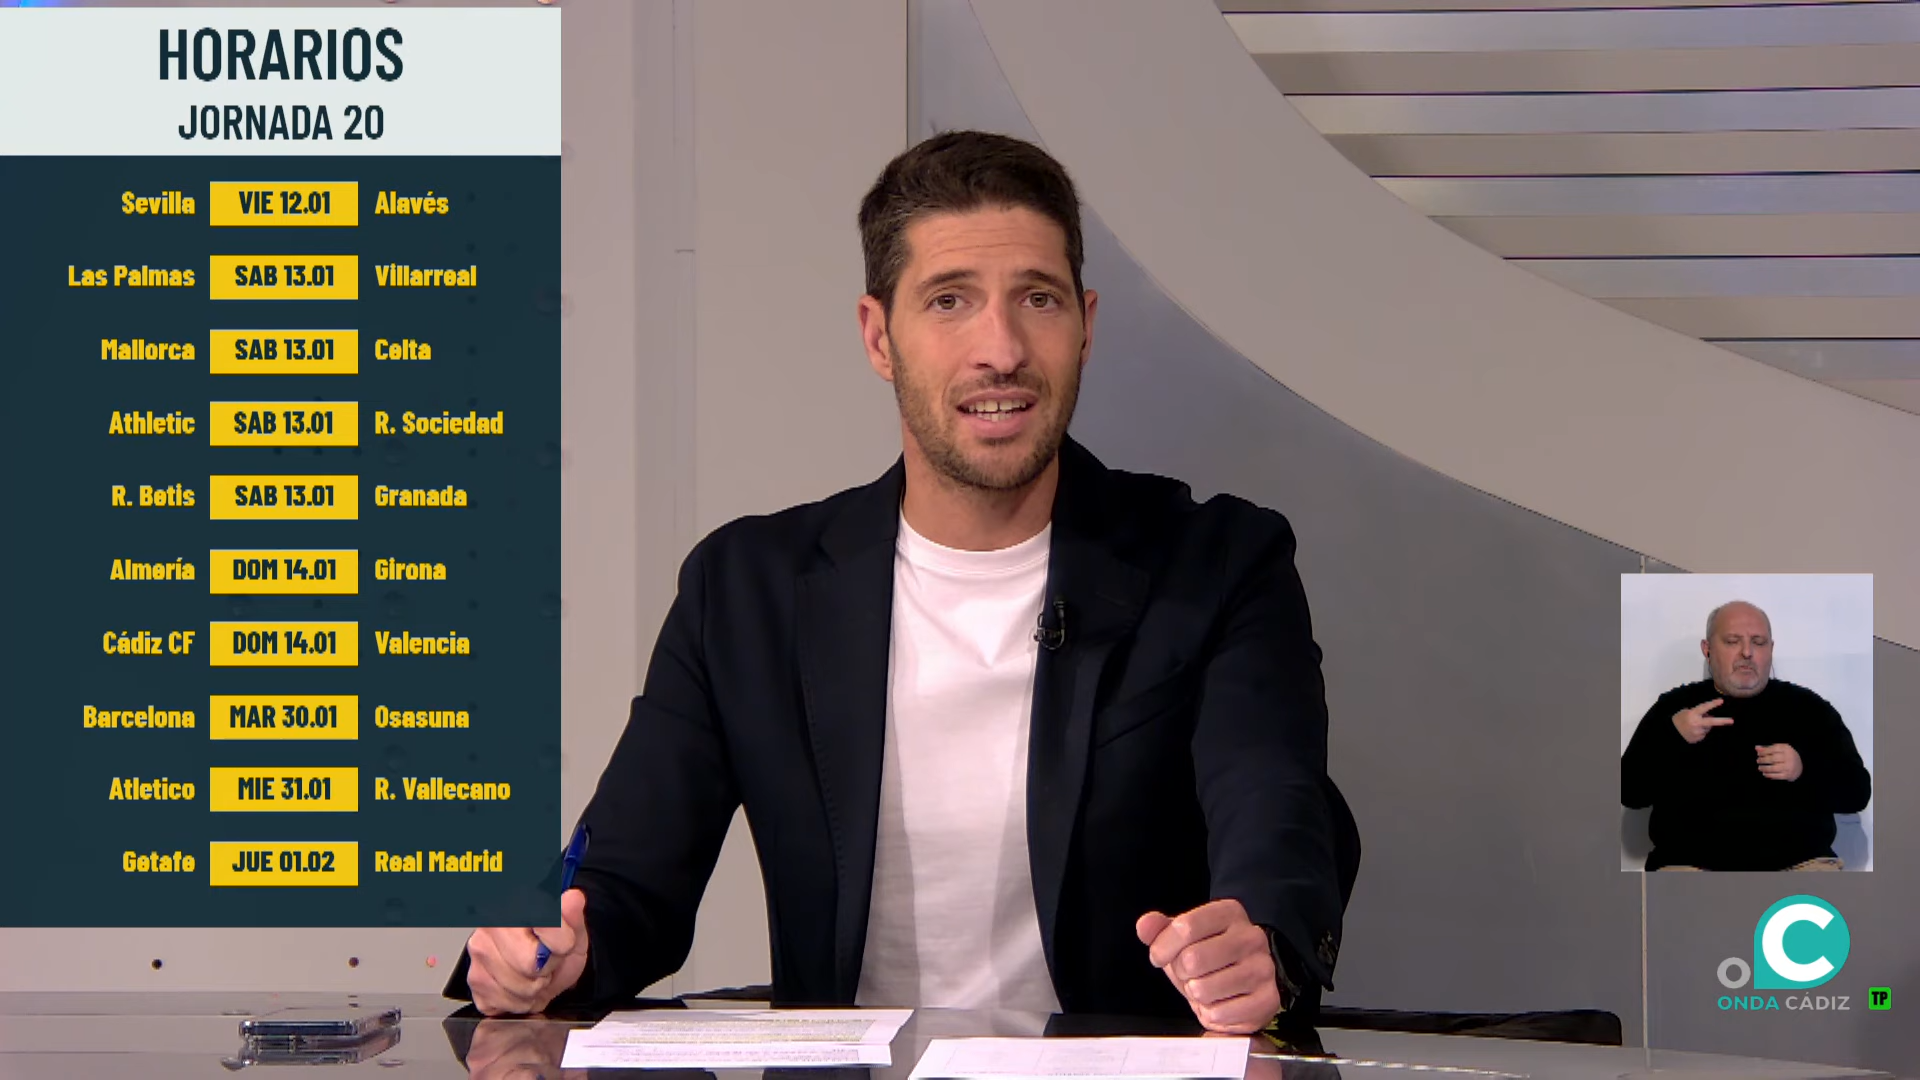 HORARIOS
JORNADA 20
Sevilla VIE 12.01 Alavés
Las Palmas SAB 13.01 Villarreal
Mallorca SAB 13.01 Celta
Athletic SAB 13.01 R. Sociedad
R. Betis SAB 13.01 Granada
Almería DOM 14.01 Girona
Cádiz CF DOM 14.01 Valencia
Barcelona MAR 30.01 Osasuna
Atletico MIE 31.01 R. Vallecano
Getafe JUE 01.02 Real Madrid
O C
ONDA CÁDIZ TP